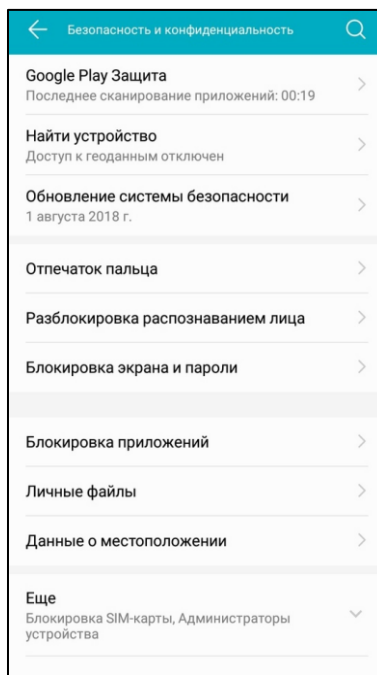 Безопасность и конфиденциальность
Google Play Защита
Последнее сканирование приложений: 00:19
Найти устройство
Доступ к геоданным отключен
Обновление системы безопасности
1 августа 2018 г.
Отпечаток пальца
Разблокировка распознаванием лица
Блокировка экрана и пароли
Блокировка приложений
Личные файлы
Данные о местоположении
Еще
Блокировка SIM-карты, Администраторы
устройства